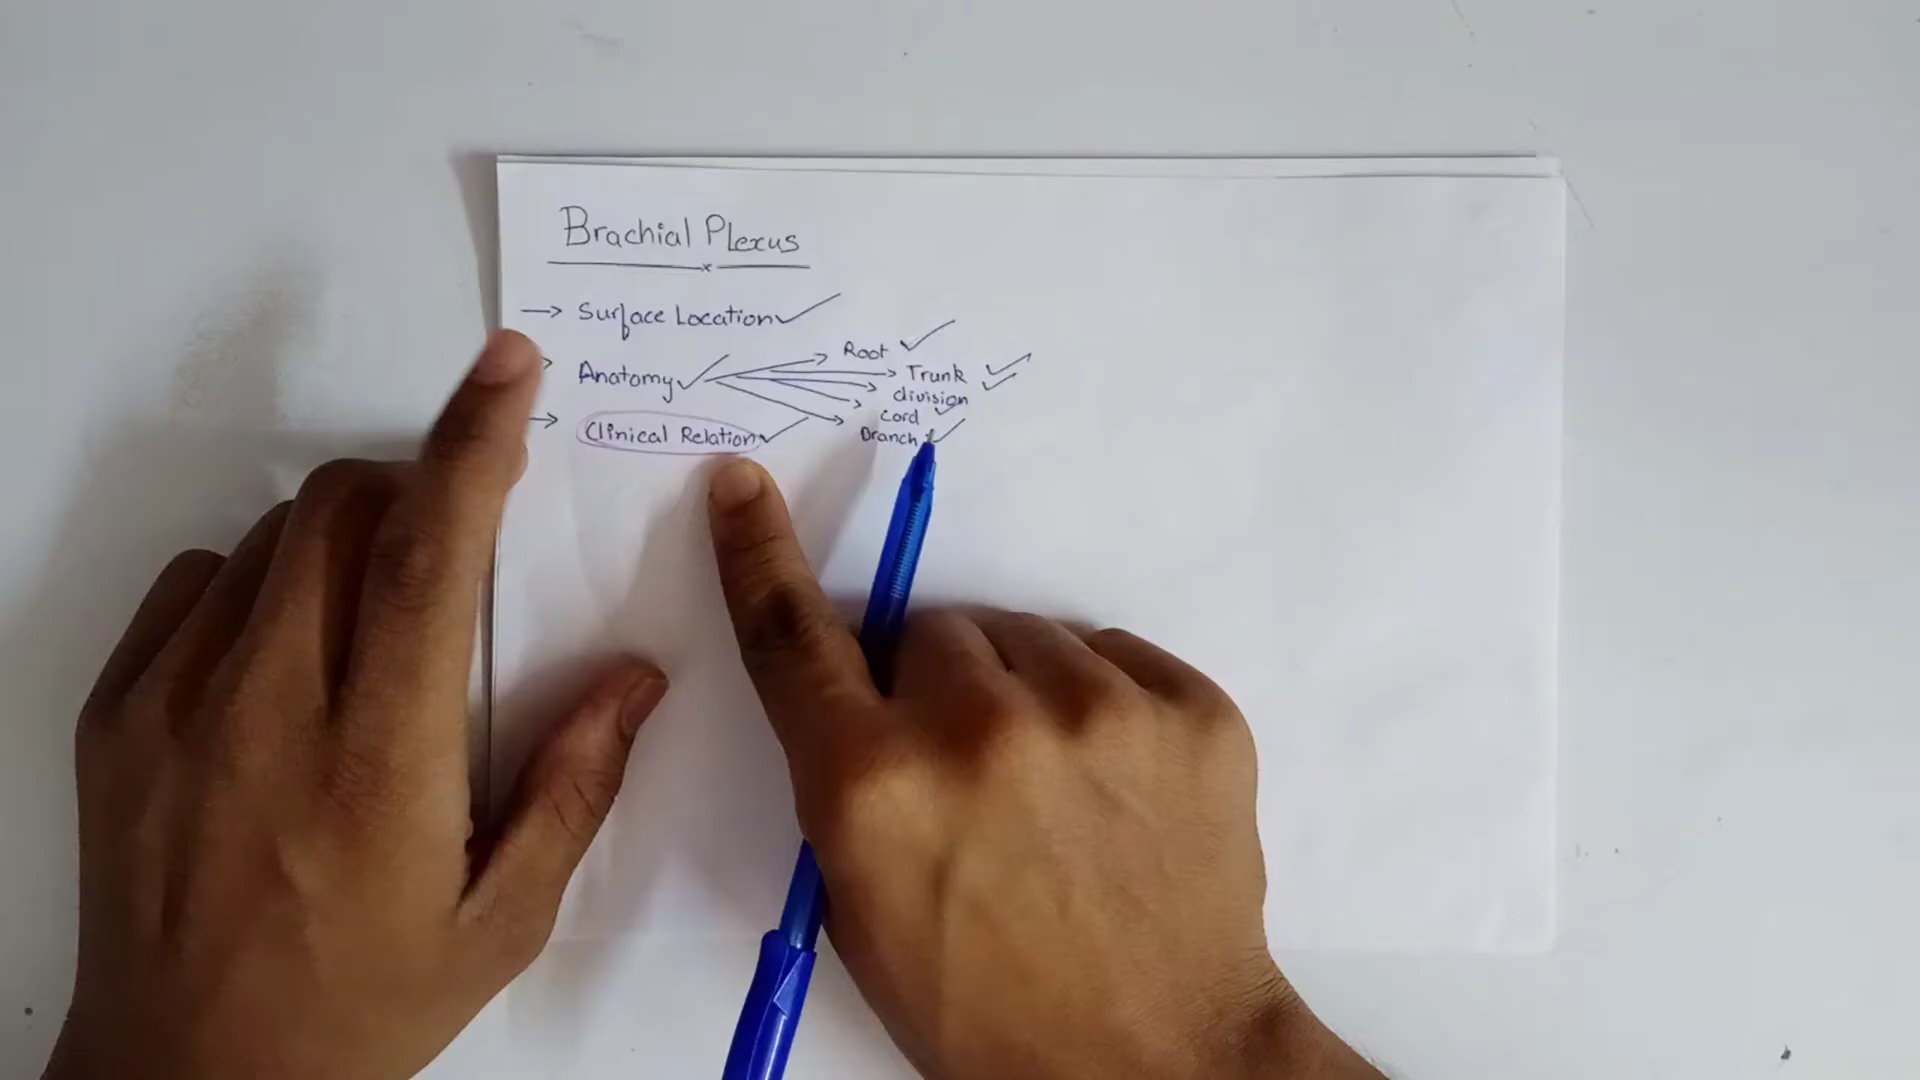 Brachial Plexus
→ Surface Location ✓
Anatomy ✓
→ Root ✓
→ Trunk ✓
→ division ✓
→ Cord ✓
→ Branch ✓
→ Clinical Relation ✓